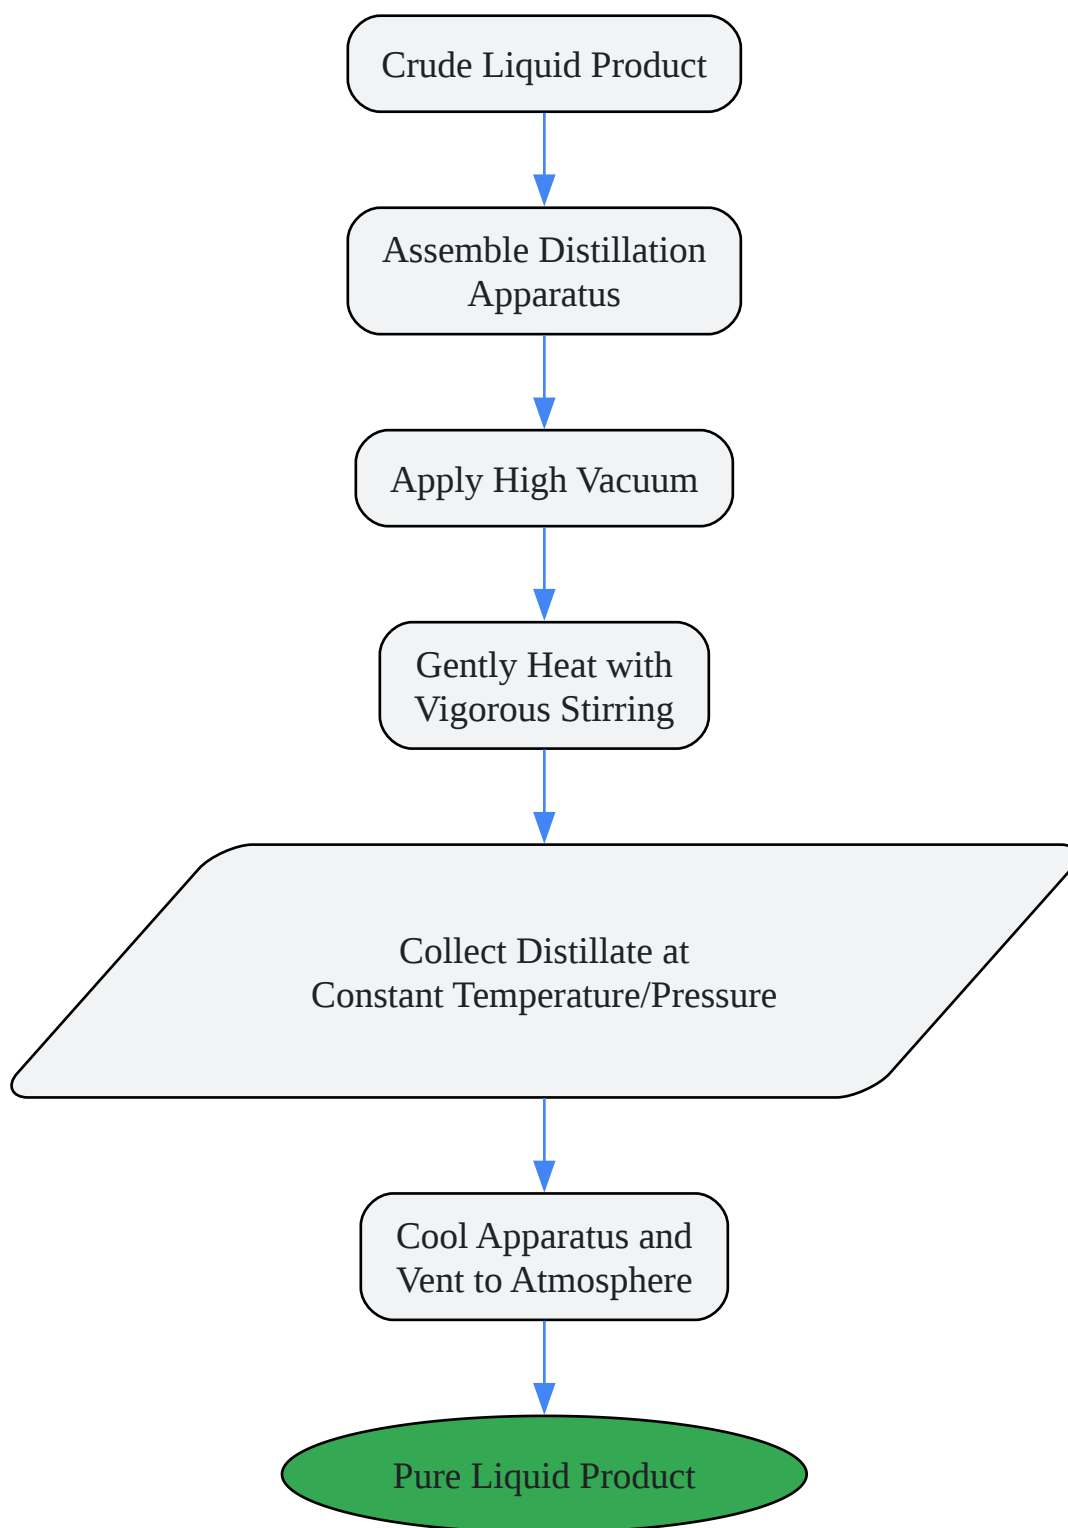 Crude Liquid Product
Assemble Distillation
Apparatus
Apply High Vacuum
Gently Heat with
Vigorous Stirring
Collect Distillate at
Constant Temperature/Pressure
Cool Apparatus and
Vent to Atmosphere
Pure Liquid Product